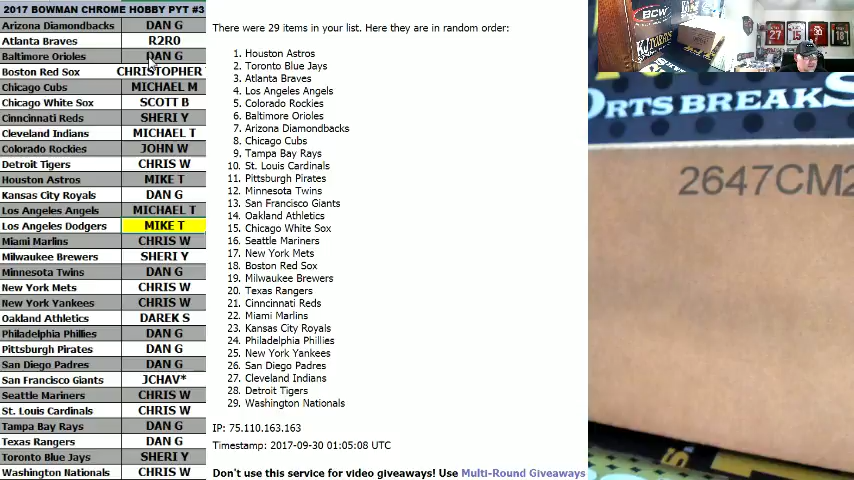 2017 BOWMAN CHROME HOBBY PYT #3
Arizona Diamondbacks DAN G
Atlanta Braves R2R0
Baltimore Orioles DAN G
Boston Red Sox CHRISTOPHER
Chicago Cubs MICHAEL M
Chicago White Sox SCOTT B
Cinncinnati Reds SHERI Y
Cleveland Indians MICHAEL T
Colorado Rockies JOHN W
Detroit Tigers CHRIS W
Houston Astros MIKE T
Kansas City Royals DAN G
Los Angeles Angels MICHAEL T
Los Angeles Dodgers MIKE T
Miami Marlins CHRIS W
Milwaukee Brewers SHERI Y
Minnesota Twins DAN G
New York Mets CHRIS W
New York Yankees CHRIS W
Oakland Athletics DAREK S
Philadelphia Phillies DAN G
Pittsburgh Pirates DAN G
San Diego Padres DAN G
San Francisco Giants JCHAV*
Seattle Mariners CHRIS W
St. Louis Cardinals CHRIS W
Tampa Bay Rays DAN G
Texas Rangers DAN G
Toronto Blue Jays SHERI Y
Washington Nationals CHRIS W
There were 29 items in your list. Here they are in random order:
1. Houston Astros
2. Toronto Blue Jays
3. Atlanta Braves
4. Los Angeles Angels
5. Colorado Rockies
6. Baltimore Orioles
7. Arizona Diamondbacks
8. Chicago Cubs
9. Tampa Bay Rays
10. St. Louis Cardinals
11. Pittsburgh Pirates
12. Minnesota Twins
13. San Francisco Giants
14. Oakland Athletics
15. Chicago White Sox
16. Seattle Mariners
17. New York Mets
18. Boston Red Sox
19. Milwaukee Brewers
20. Texas Rangers
21. Cinncinnati Reds
22. Miami Marlins
23. Kansas City Royals
24. Philadelphia Phillies
25. New York Yankees
26. San Diego Padres
27. Cleveland Indians
28. Detroit Tigers
29. Washington Nationals
IP: 75.110.163.163
Timestamp: 2017-09-30 01:05:08 UTC
Don't use this service for video giveaways! Use Multi-Round Giveaways
BCW
27
15
30
18
ORTS BREAKS
2647CM2